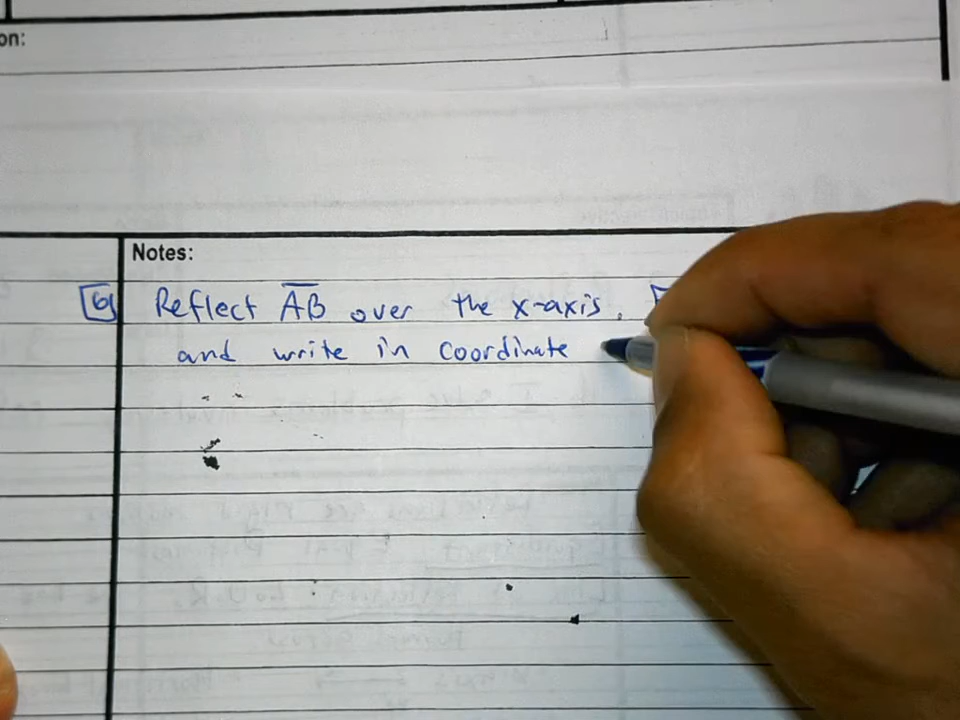 on:
Notes:
6 Reflect AB over the x-axis.
and write in coordinate